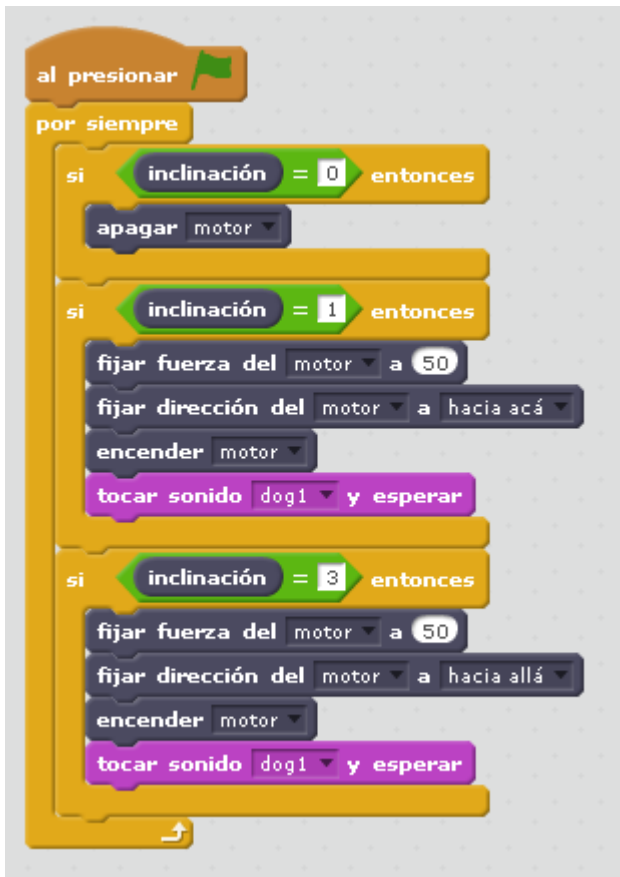 al presionar
por siempre
si inclinación = 0 entonces
apagar motor
si inclinación = 1 entonces
fijar fuerza del motor a 50
fijar dirección del motor a hacia acá
encender motor
tocar sonido dog1 y esperar
si inclinación = 3 entonces
fijar fuerza del motor a 50
fijar dirección del motor a hacia allá
encender motor
tocar sonido dog1 y esperar